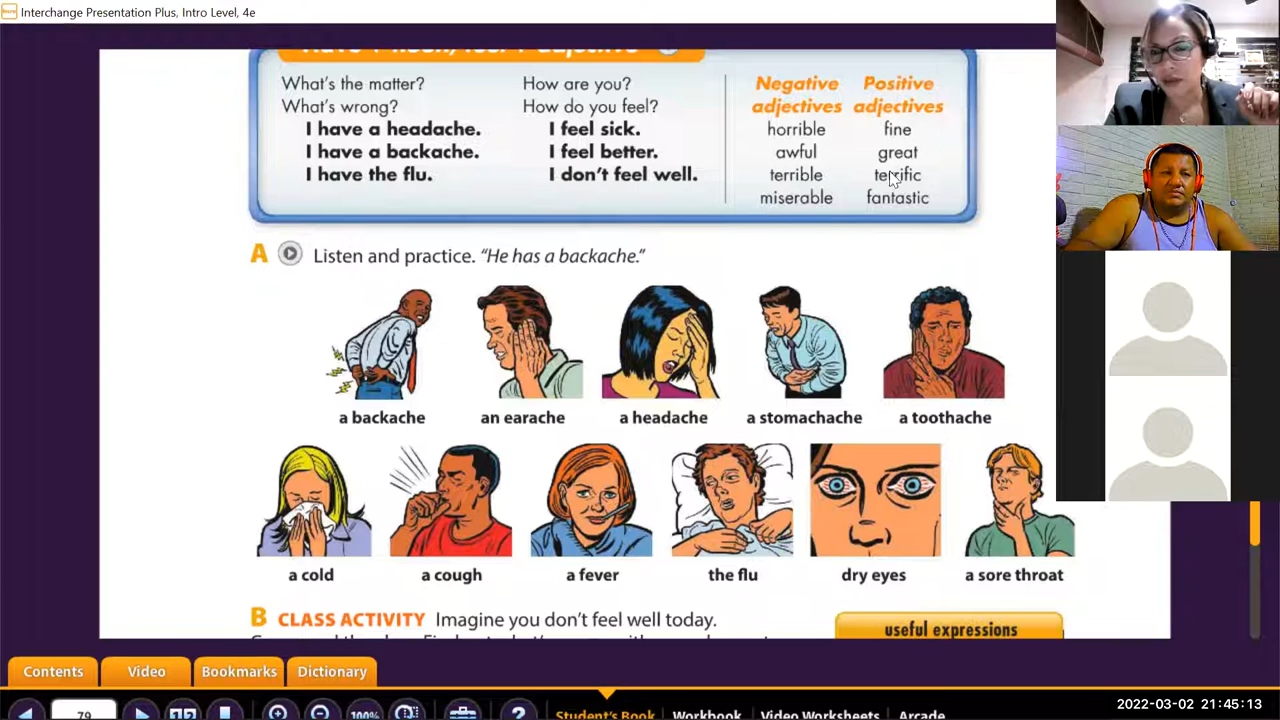 Interchange Presentation Plus, Intro Level, 4e
What's the matter?
What's wrong?
I have a headache.
I have a backache.
I have the flu.
How are you?
How do you feel?
I feel sick.
I feel better.
I don't feel well.
Negative adjectives
horrible
awful
terrible
miserable
Positive adjectives
fine
great
terrific
fantastic
A Listen and practice. "He has a backache."
a backache
an earache
a headache
a stomachache
a toothache
a cold
a cough
a fever
the flu
dry eyes
a sore throat
B CLASS ACTIVITY Imagine you don't feel well today.
useful expressions
Contents
Video
Bookmarks
Dictionary
79
100%
?
Student's Book
Workbook
Video Worksheets
Arcade
2022-03-02 21:45:13